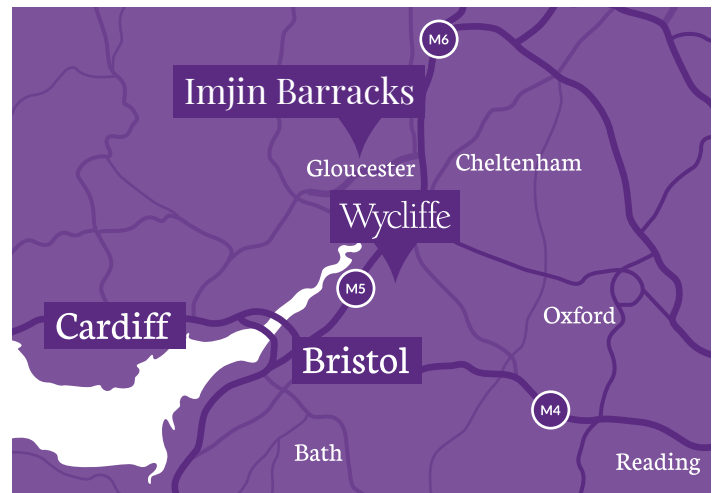 M6
Imjin Barracks
Gloucester
Cheltenham
Wycliffe
M5
Oxford
Cardiff
Bristol
M4
Bath
Reading